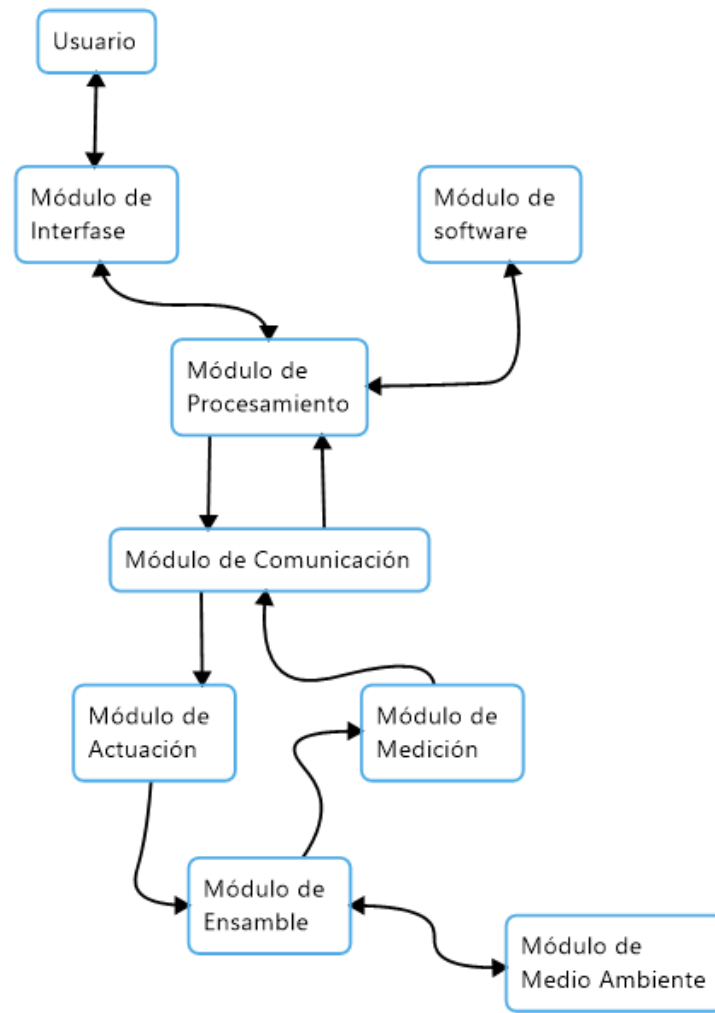 Usuario
Módulo de
Interfase
Módulo de
software
Módulo de
Procesamiento
Módulo de Comunicación
Módulo de
Actuación
Módulo de
Medición
Módulo de
Ensamble
Módulo de
Medio Ambiente